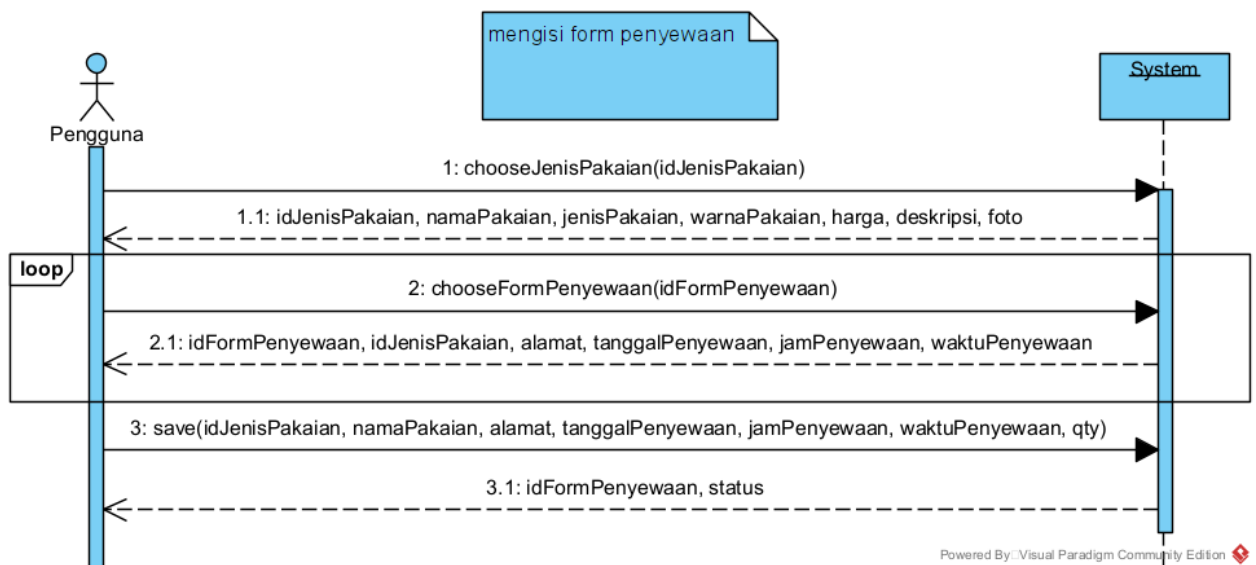 mengisi form penyewaan
System
Pengguna
1: chooseJenisPakaian(idJenisPakaian)
1.1: idJenisPakaian, namaPakaian, jenisPakaian, warnaPakaian, harga, deskripsi, foto
loop
2: chooseFormPenyewaan(idFormPenyewaan)
2.1: idFormPenyewaan, idJenisPakaian, alamat, tanggalPenyewaan, jamPenyewaan, waktuPenyewaan
3: save(idJenisPakaian, namaPakaian, alamat, tanggalPenyewaan, jamPenyewaan, waktuPenyewaan, qty)
3.1: idFormPenyewaan, status
Powered By Visual Paradigm Community Edition